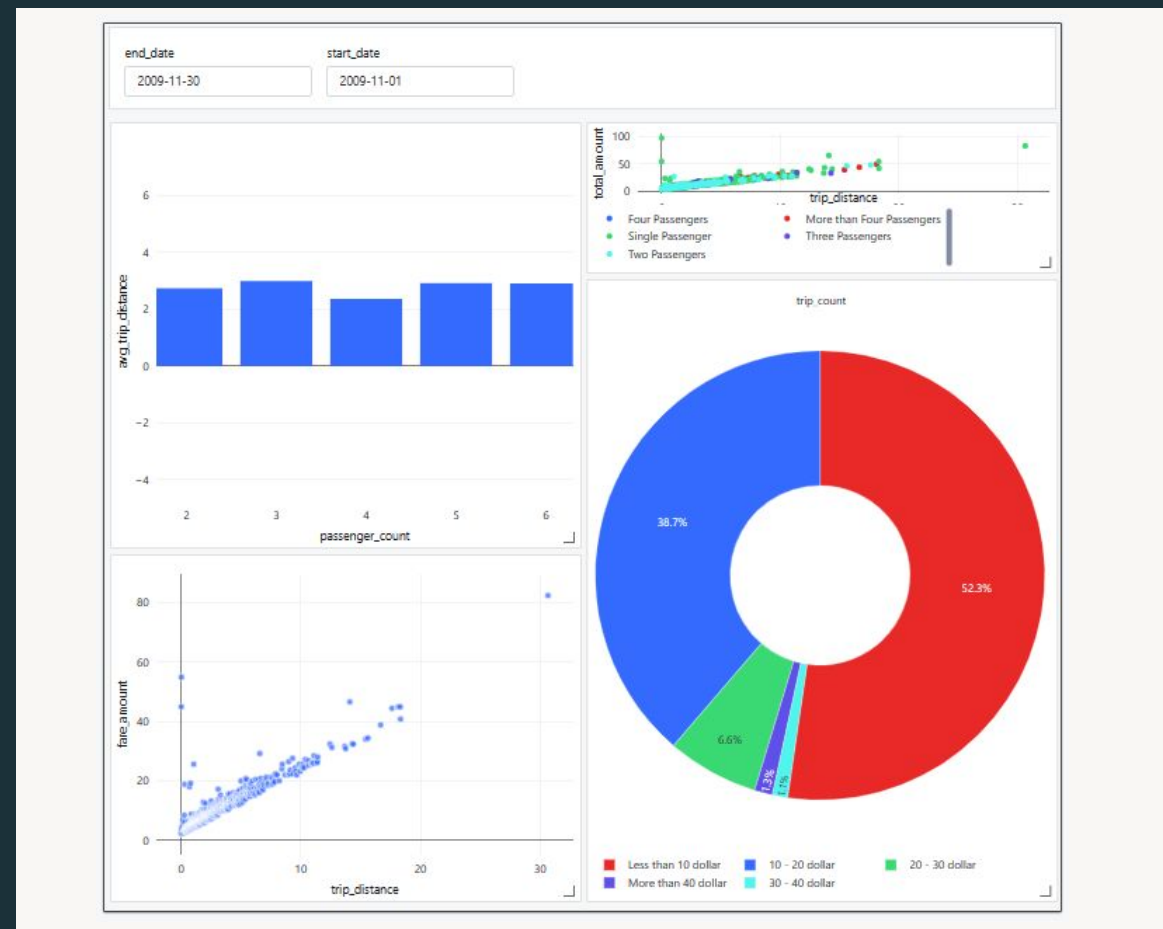 end_date start_date
2009-11-30 2009-11-01
6
4
2
0
−2
−4
avg_trip_distance
2 3 4 5 6
passenger_count
100
50
0
total_amount
trip_distance
Four Passengers More than Four Passengers
Single Passenger Three Passengers
Two Passengers
trip_count
38.7%
52.3%
6.6%
1.3%
1.1%
Less than 10 dollar 10 - 20 dollar 20 - 30 dollar
More than 40 dollar 30 - 40 dollar
80
60
40
20
0
fare_amount
0 10 20 30
trip_distance